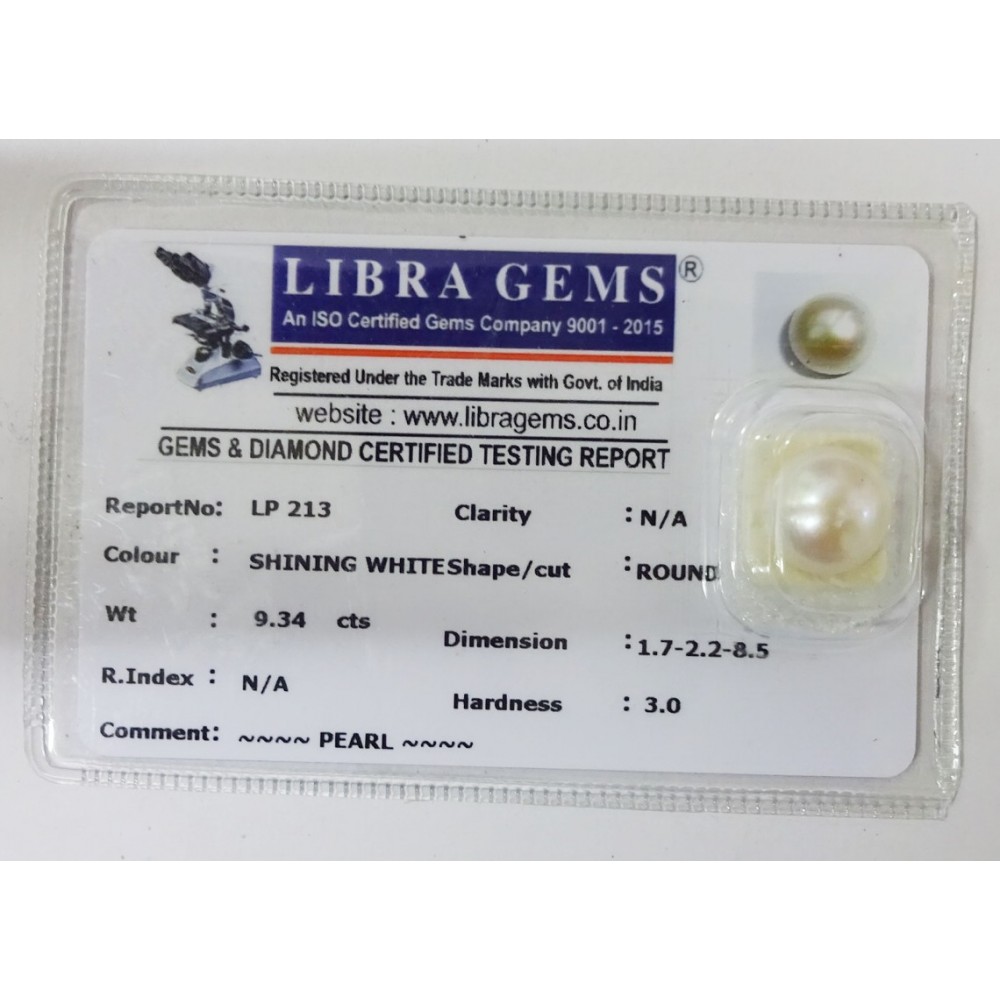 LIBRA GEMS ®
An ISO Certified Gems Company 9001 - 2015
Registered Under the Trade Marks with Govt. of India
website : www.libragems.co.in
GEMS & DIAMOND CERTIFIED TESTING REPORT
ReportNo: LP 213 Clarity : N/A
Colour : SHINING WHITE Shape/cut : ROUND
Wt : 9.34 cts Dimension : 1.7-2.2-8.5
R.Index : N/A Hardness : 3.0
Comment: ~~~~ PEARL ~~~~